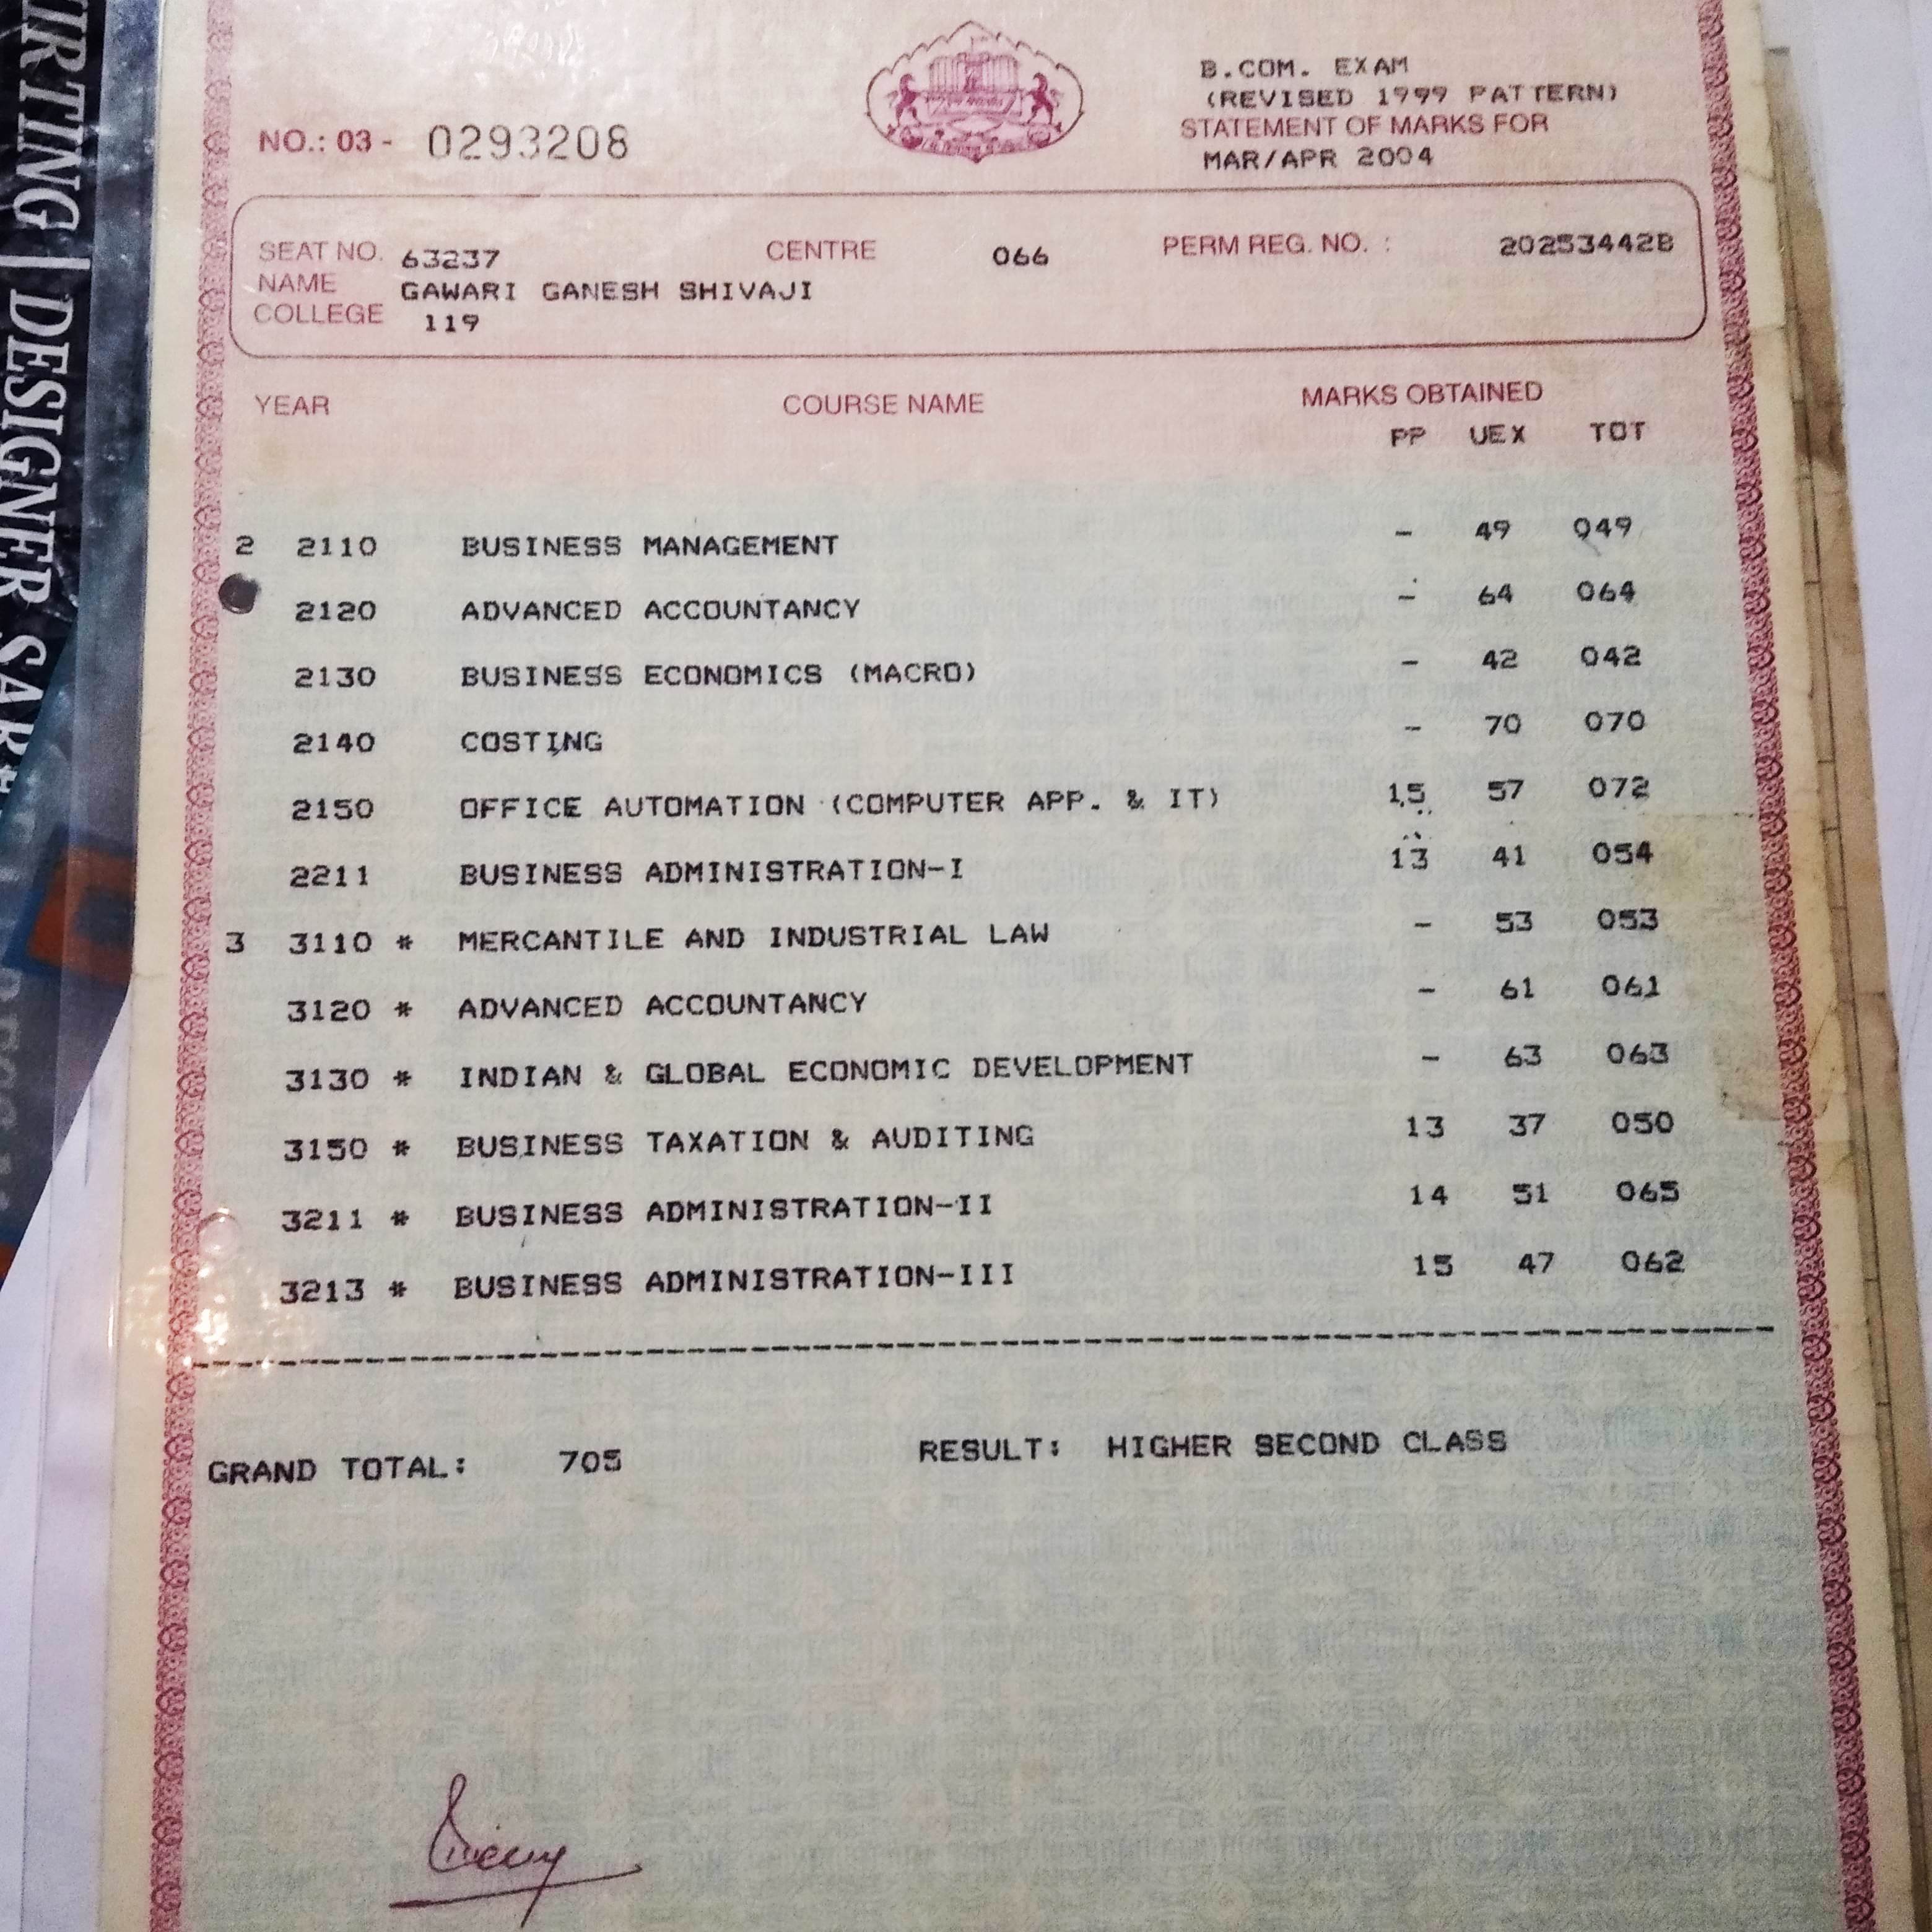 B.COM. EXAM
(REVISED 1999 PATTERN)
STATEMENT OF MARKS FOR
MAR/APR 2004
NO.: 03 - 0293208
SEAT NO. 63237 CENTRE 066 PERM REG. NO. : 20253442B
NAME GAWARI GANESH SHIVAJI
COLLEGE 119
YEAR COURSE NAME MARKS OBTAINED
PP UEX TOT
2 2110 BUSINESS MANAGEMENT - 49 049
2120 ADVANCED ACCOUNTANCY - 64 064
2130 BUSINESS ECONOMICS (MACRO) - 42 042
2140 COSTING - 70 070
2150 OFFICE AUTOMATION (COMPUTER APP. & IT) 15 57 072
2211 BUSINESS ADMINISTRATION-I 13 41 054
3 3110 * MERCANTILE AND INDUSTRIAL LAW - 53 053
3120 * ADVANCED ACCOUNTANCY - 61 061
3130 * INDIAN & GLOBAL ECONOMIC DEVELOPMENT - 63 063
3150 * BUSINESS TAXATION & AUDITING 13 37 050
3211 * BUSINESS ADMINISTRATION-II 14 51 065
3213 * BUSINESS ADMINISTRATION-III 15 47 062
GRAND TOTAL: 705 RESULT: HIGHER SECOND CLASS
| DESIGNER